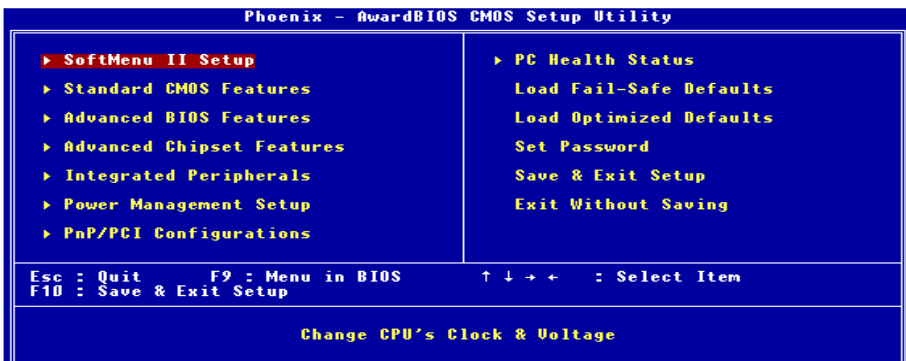 Phoenix - AwardBIOS CMOS Setup Utility
▸ SoftMenu II Setup
▸ Standard CMOS Features
▸ Advanced BIOS Features
▸ Advanced Chipset Features
▸ Integrated Peripherals
▸ Power Management Setup
▸ PnP/PCI Configurations
▸ PC Health Status
Load Fail-Safe Defaults
Load Optimized Defaults
Set Password
Save & Exit Setup
Exit Without Saving
Esc : Quit F9 : Menu in BIOS ↑ ↓ → ← : Select Item
F10 : Save & Exit Setup
Change CPU's Clock & Voltage